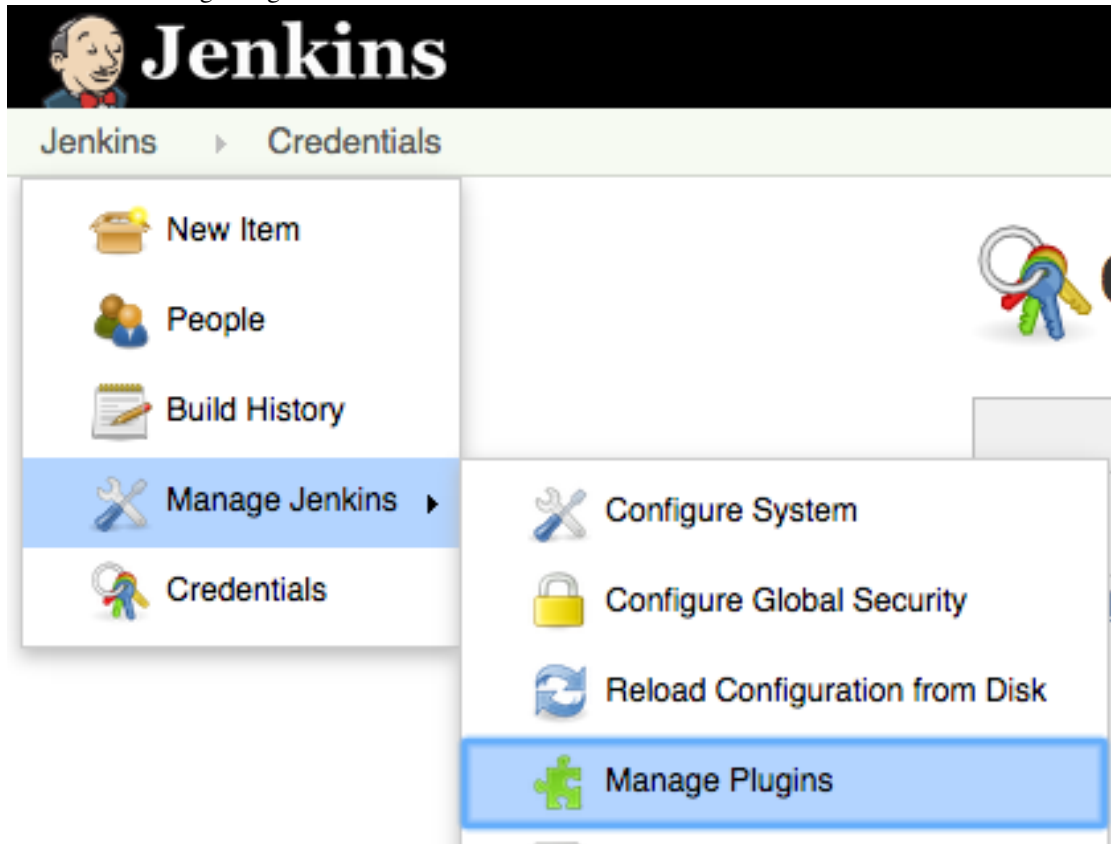 Jenkins
Jenkins Credentials
New Item
People
Build History
Manage Jenkins
Configure System
Credentials
Configure Global Security
Reload Configuration from Disk
Manage Plugins